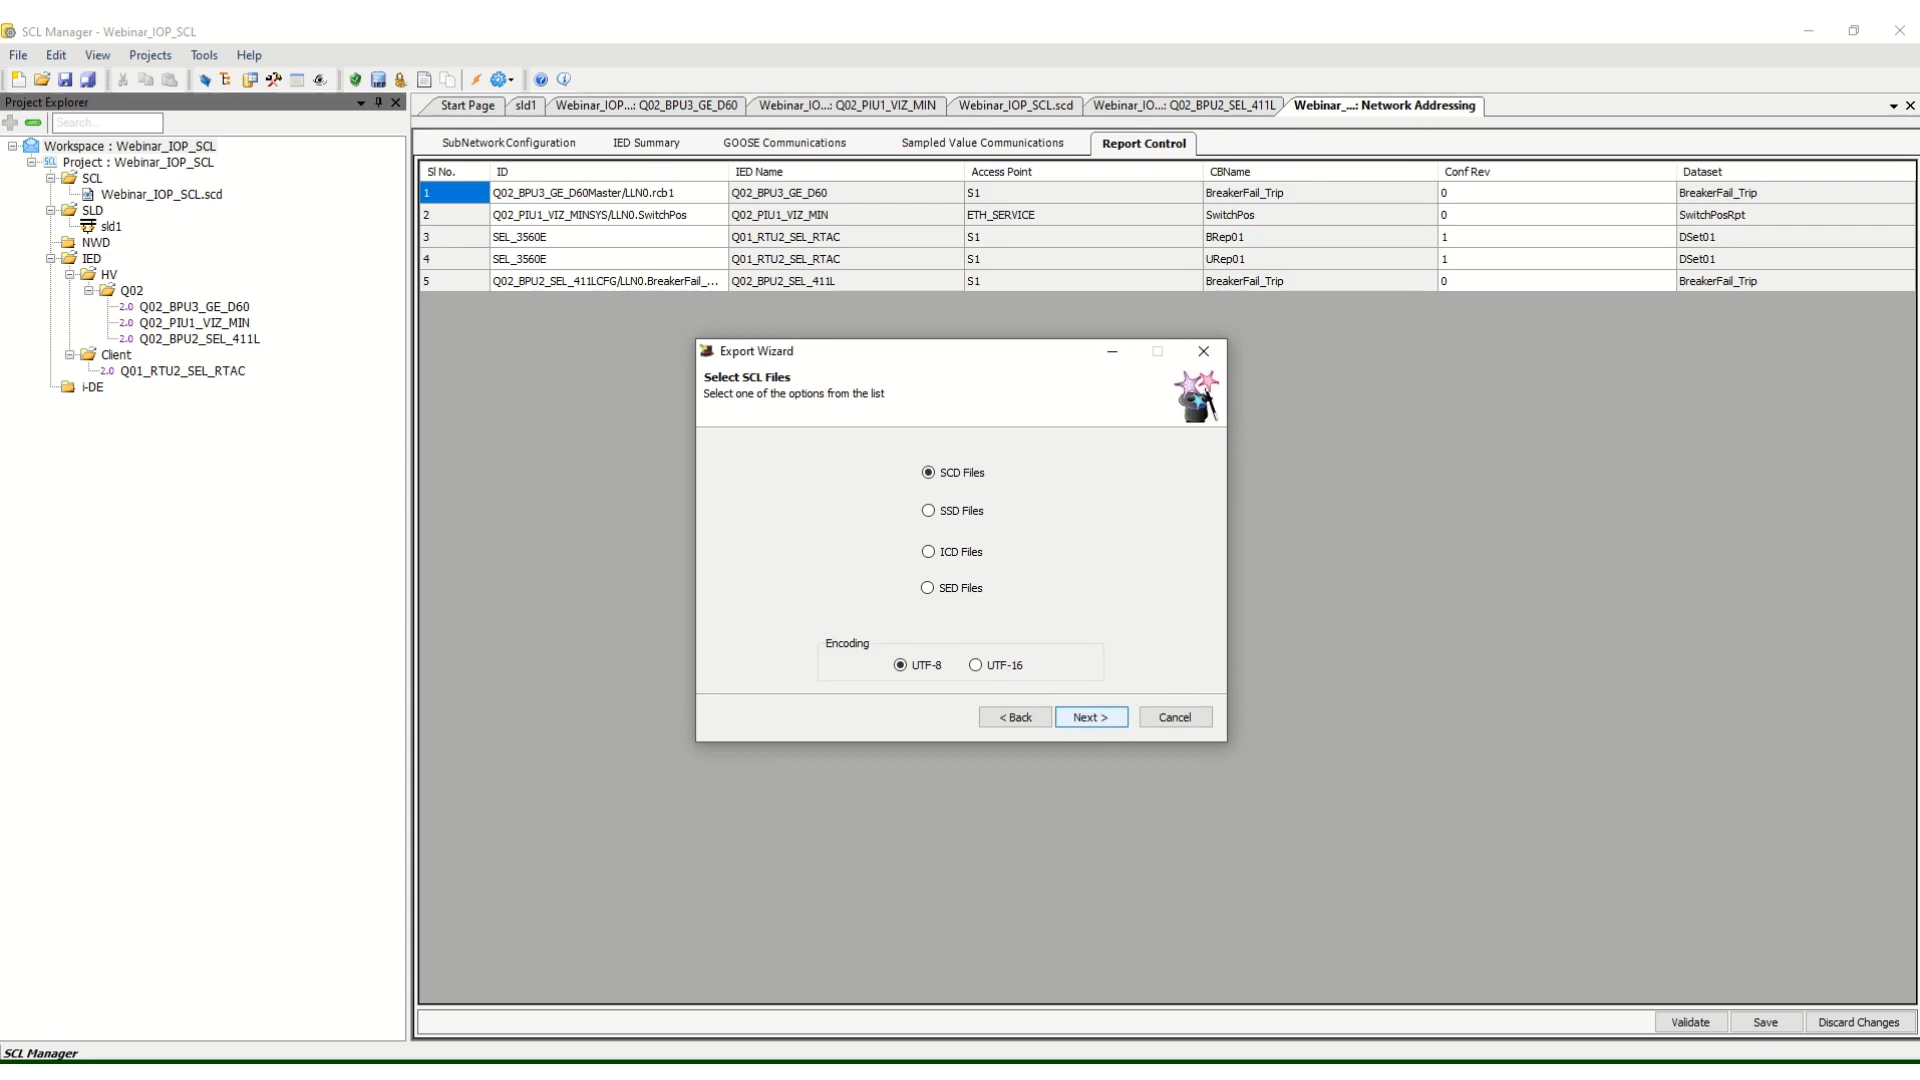 SCL Manager - Webinar_IOP_SCL
File Edit View Projects Tools Help
Project Explorer
Search...
Workspace : Webinar_IOP_SCL
Project : Webinar_IOP_SCL
SCL
Webinar_IOP_SCL.scd
SLD
sld1
NWD
IED
HV
Q02
2.0 Q02_BPU3_GE_D60
2.0 Q02_PIU1_VIZ_MIN
2.0 Q02_BPU2_SEL_411L
Client
2.0 Q01_RTU2_SEL_RTAC
i-DE
Start Page sld1 Webinar_IOP...: Q02_BPU3_GE_D60 Webinar_IO...: Q02_PIU1_VIZ_MIN Webinar_IOP_SCL.scd Webinar_IO...: Q02_BPU2_SEL_411L Webinar_...: Network Addressing
SubNetwork Configuration IED Summary GOOSE Communications Sampled Value Communications Report Control
Sl No. ID IED Name Access Point CBName Conf Rev Dataset
1 Q02_BPU3_GE_D60Master/LLN0.rcb1 Q02_BPU3_GE_D60 S1 BreakerFail_Trip 0 BreakerFail_Trip
2 Q02_PIU1_VIZ_MINSYS/LLN0.SwitchPos Q02_PIU1_VIZ_MIN ETH_SERVICE SwitchPos 0 SwitchPosRpt
3 SEL_3560E Q01_RTU2_SEL_RTAC S1 BRep01 1 DSet01
4 SEL_3560E Q01_RTU2_SEL_RTAC S1 URep01 1 DSet01
5 Q02_BPU2_SEL_411LCFG/LLN0.BreakerFail_... Q02_BPU2_SEL_411L S1 BreakerFail_Trip 0 BreakerFail_Trip
Export Wizard
Select SCL Files
Select one of the options from the list
SCD Files
SSD Files
ICD Files
SED Files
Encoding
UTF-8 UTF-16
< Back Next > Cancel
Validate Save Discard Changes
SCL Manager